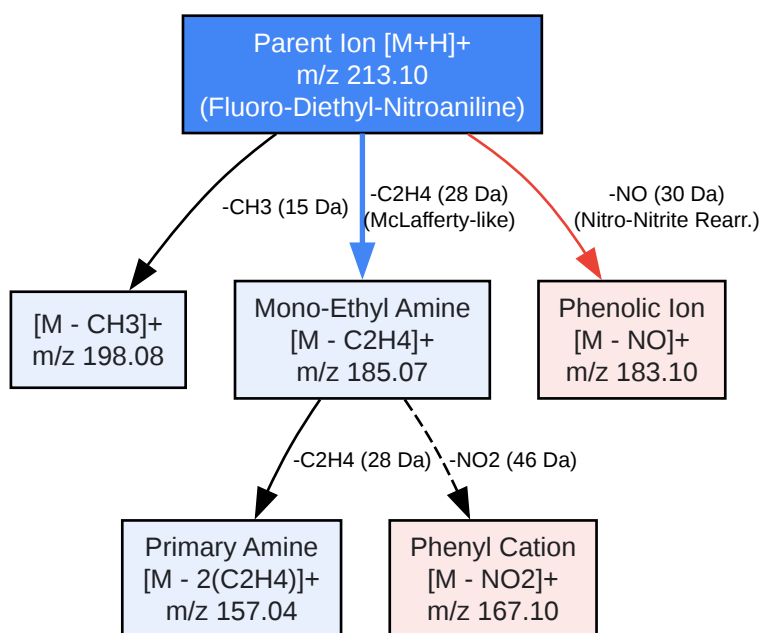 Parent Ion [M+H]+
m/z 213.10
(Fluoro-Diethyl-Nitroaniline)
-CH3 (15 Da)
-C2H4 (28 Da)
(McLafferty-like)
-NO (30 Da)
(Nitro-Nitrite Rearr.)
[M - CH3]+
m/z 198.08
Mono-Ethyl Amine
[M - C2H4]+
m/z 185.07
Phenolic Ion
[M - NO]+
m/z 183.10
-C2H4 (28 Da)
-NO2 (46 Da)
Primary Amine
[M - 2(C2H4)]+
m/z 157.04
Phenyl Cation
[M - NO2]+
m/z 167.10